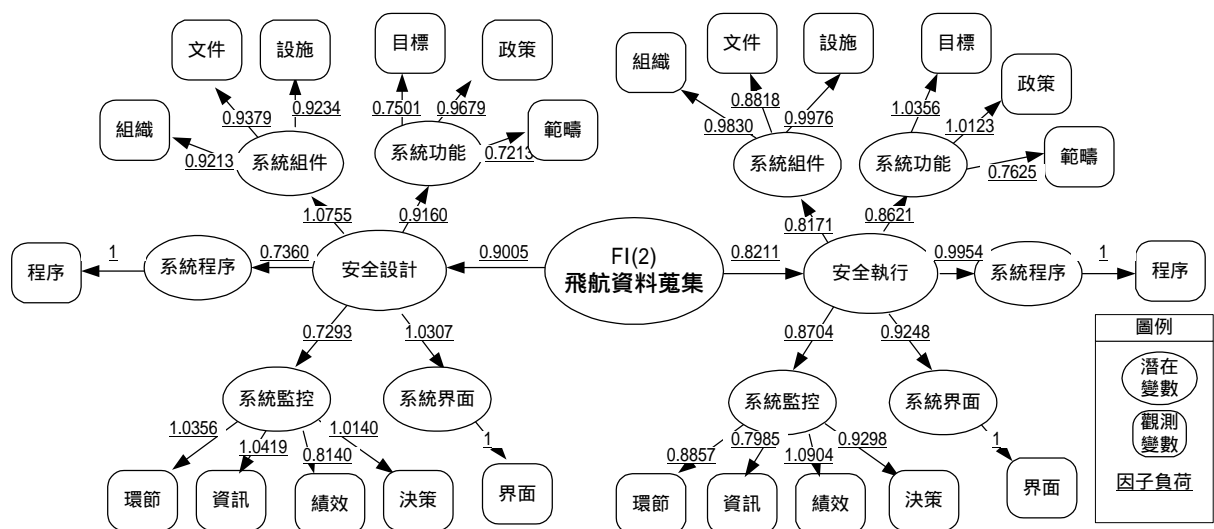 文件
設施
目標
政策
組織
0.9379
0.9234
0.7501
0.9679
範疇
0.9213
系統組件
系統功能
0.7213
1.0755
0.9160
程序
1
系統程序
0.7360
安全設計
0.9005
FI(2)
飛航資料蒐集
0.7293
1.0307
系統監控
系統界面
1.0356
1.0419
0.8140
1.0140
1
環節
資訊
績效
決策
界面
組織
文件
設施
目標
政策
0.9830
0.8818
0.9976
1.0356
1.0123
範疇
系統組件
系統功能
0.7625
0.8171
0.8621
0.8211
安全執行
0.9954
系統程序
1
程序
0.8704
0.9248
系統監控
系統界面
0.8857
0.7985
1.0904
0.9298
1
環節
資訊
績效
決策
界面
圖例
潛在
變數
觀測
變數
因子負荷